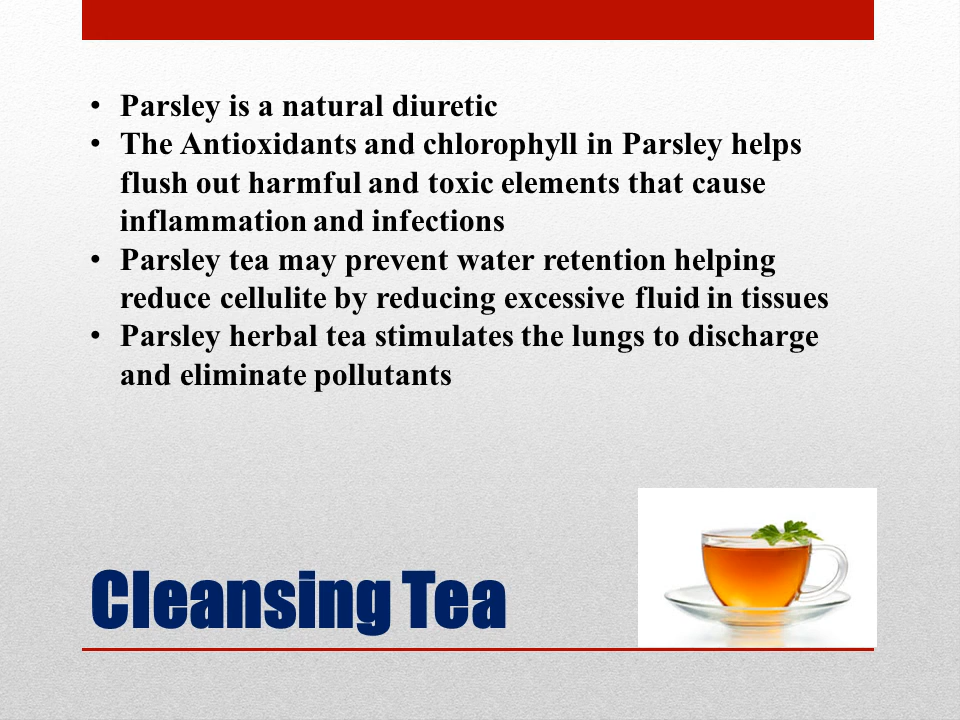 • Parsley is a natural diuretic
• The Antioxidants and chlorophyll in Parsley helps
flush out harmful and toxic elements that cause
inflammation and infections
• Parsley tea may prevent water retention helping
reduce cellulite by reducing excessive fluid in tissues
• Parsley herbal tea stimulates the lungs to discharge
and eliminate pollutants
Cleansing Tea